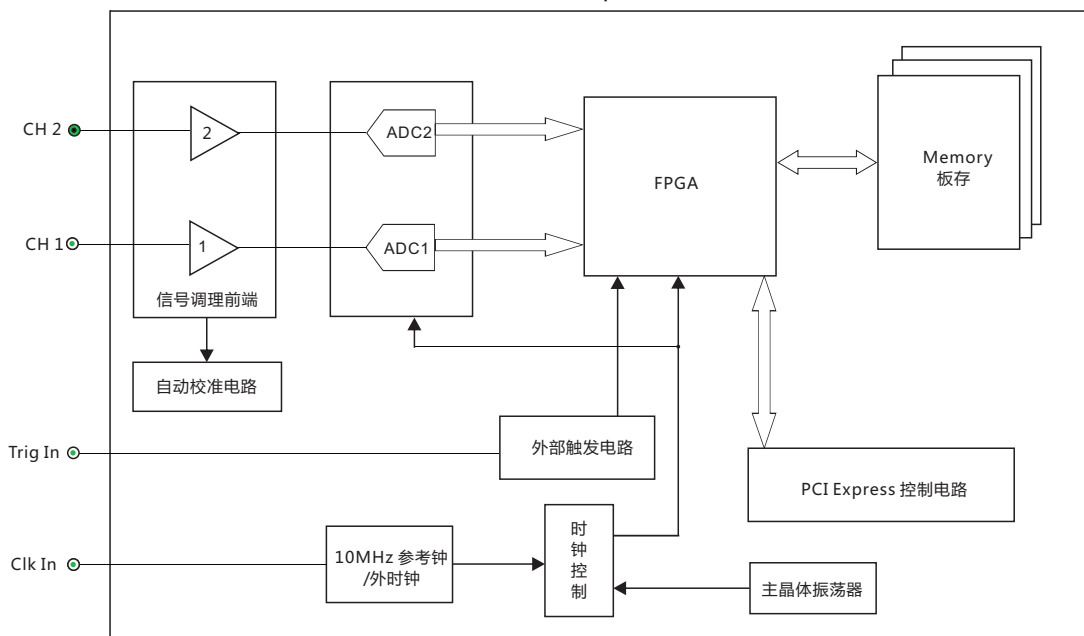 CH 2
2
ADC2
FPGA
Memory
板存
CH 1
1
ADC1
信号调理前端
自动校准电路
Trig In
外部触发电路
PCI Express 控制电路
Clk In
10MHz 参考钟
/外时钟
时
钟
控
制
主晶体振荡器